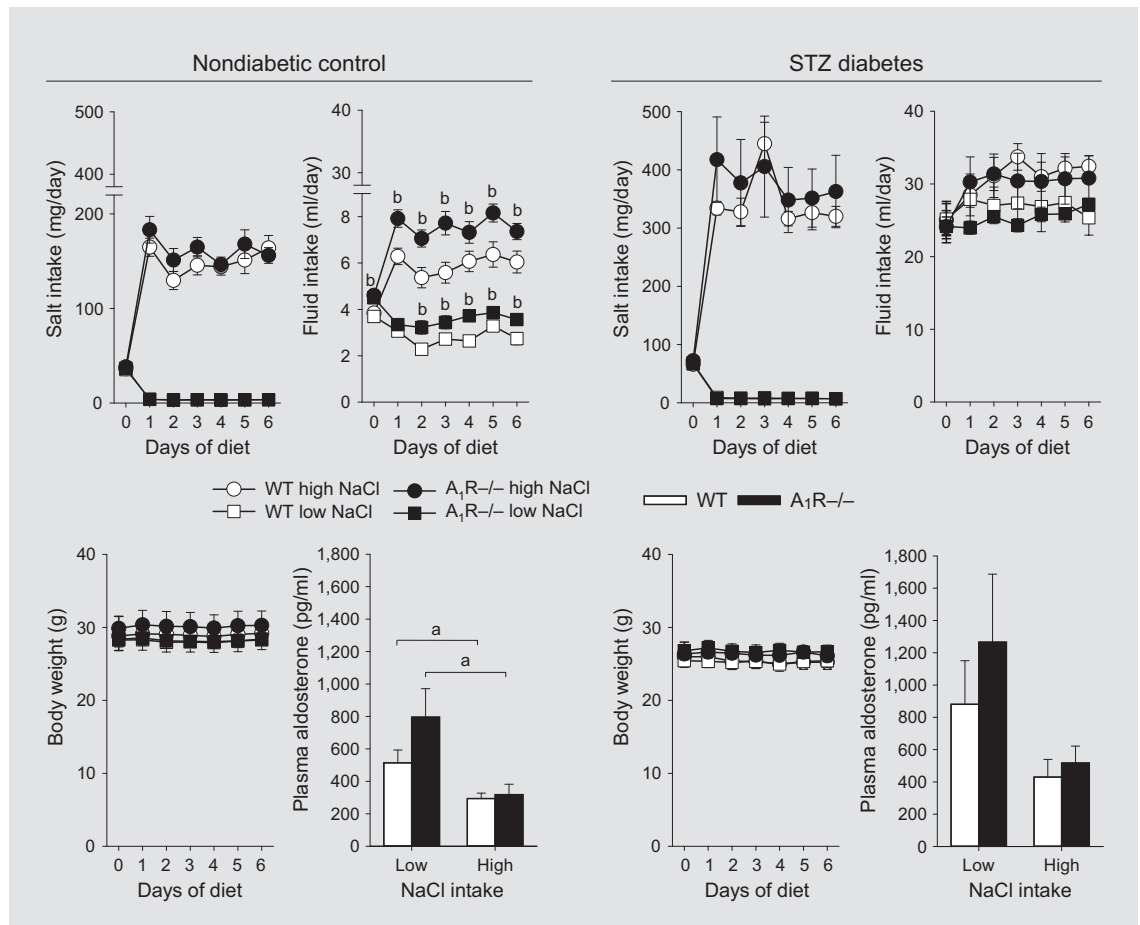 Nondiabetic control
STZ diabetes
Salt intake (mg/day)
500
400
200
100
0
0 1 2 3 4 5 6
Days of diet
Fluid intake (ml/day)
40
30
8
6
4
2
0
b b b b b b b
b b b b b
0 1 2 3 4 5 6
Days of diet
Salt intake (mg/day)
500
400
300
200
100
0
0 1 2 3 4 5 6
Days of diet
Fluid intake (ml/day)
40
30
20
10
0
0 1 2 3 4 5 6
Days of diet
WT high NaCl
A₁R–/– high NaCl
WT low NaCl
A₁R–/– low NaCl
WT
A₁R–/–
Body weight (g)
40
30
20
10
0
0 1 2 3 4 5 6
Days of diet
Plasma aldosterone (pg/ml)
1,800
1,600
1,400
1,200
1,000
800
600
400
200
0
a
a
Low High
NaCl intake
Body weight (g)
40
30
20
10
0
0 1 2 3 4 5 6
Days of diet
Plasma aldosterone (pg/ml)
1,800
1,600
1,400
1,200
1,000
800
600
400
200
0
Low High
NaCl intake